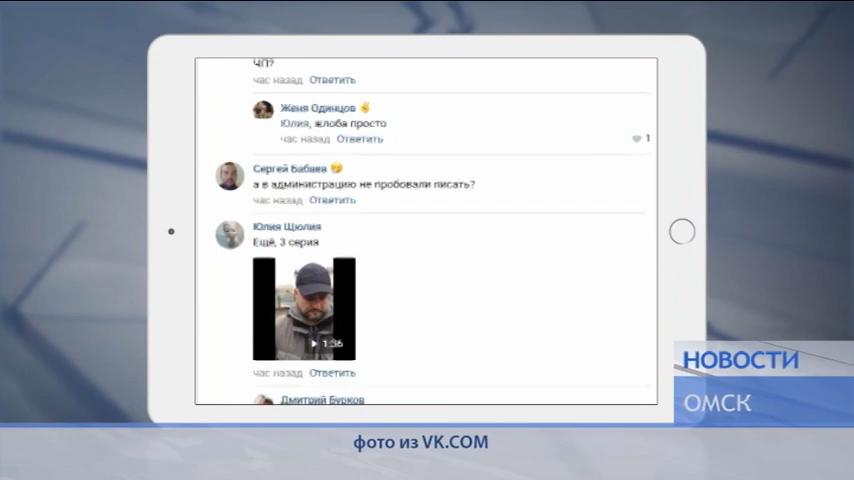 ЧП?
час назад Ответить
Женя Одинцов ✌
Юлия, жлоба просто
час назад Ответить
1
Сергей Бабаев 😏
а в администрацию не пробовали писать?
час назад Ответить
Юлия Щюлия
Ещё, 3 серия
1:36
час назад Ответить
Дмитрий Бурков
НОВОСТИ
ОМСК
фото из VK.COM